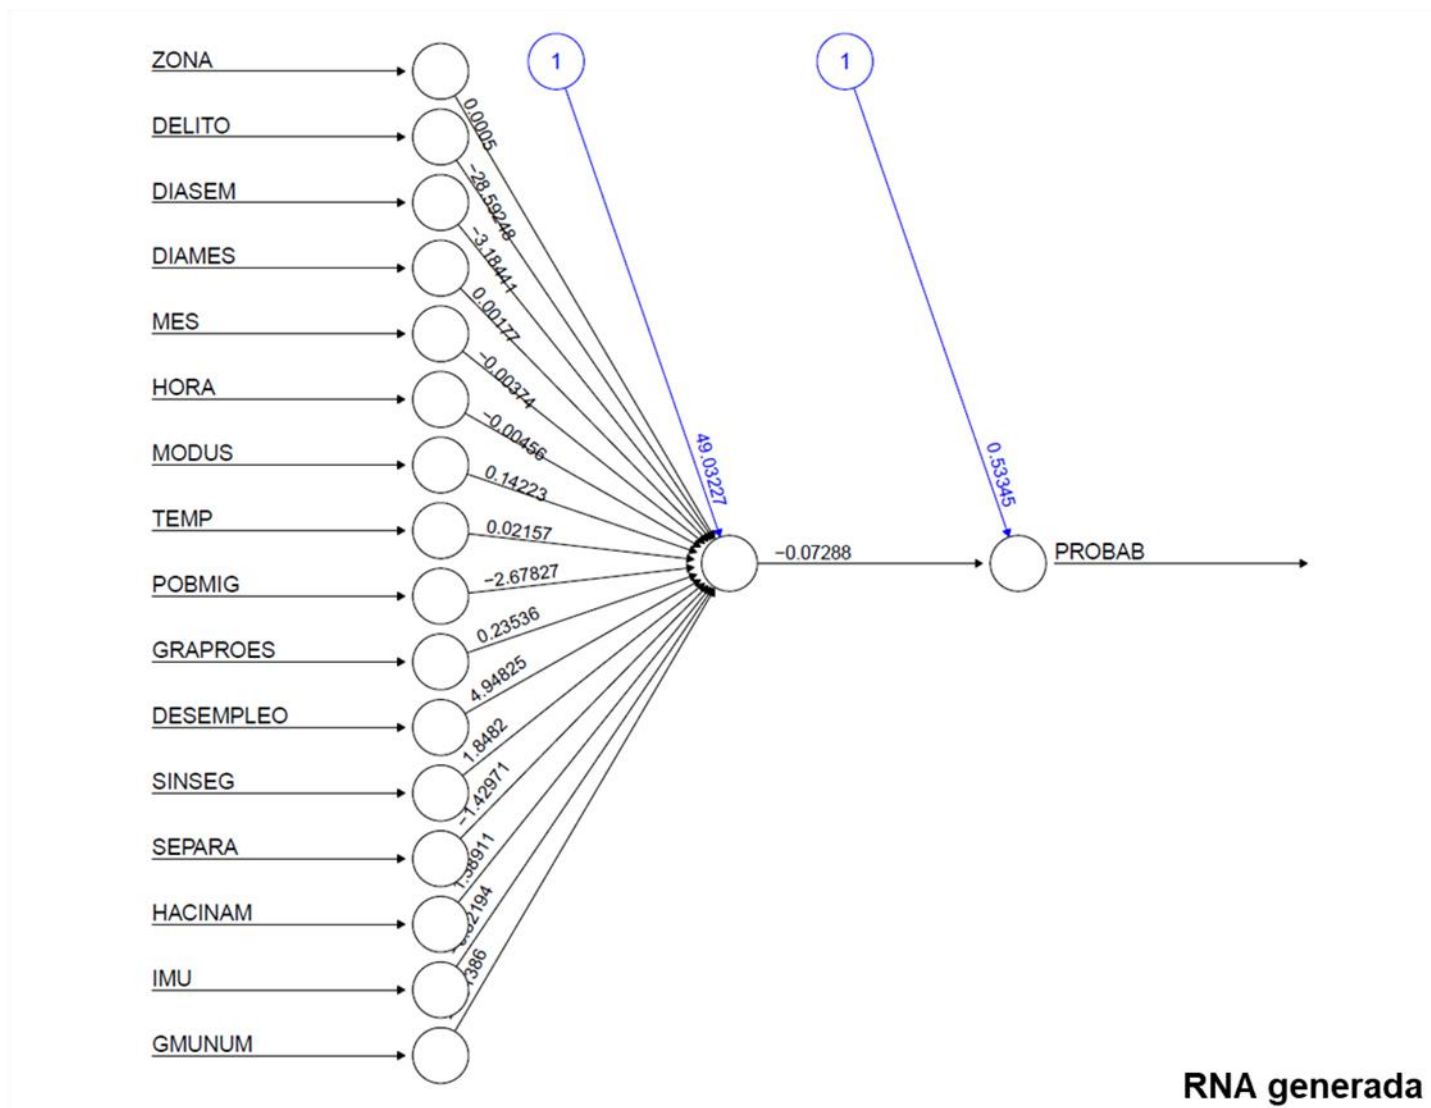 ZONA
DELITO
DIASEM
DIAMES
MES
HORA
MODUS
TEMP
POBMIG
GRAPROES
DESEMPLEO
SINSEG
SEPARA
HACINAM
IMU
GMUNUM
0.0005
−28.59248
−3.18441
0.00177
−0.00374
−0.00456
0.14223
0.02157
−2.67827
0.23536
4.94825
1.8482
−1.42971
1
49.03227
−0.07288
1
0.53345
PROBAB
RNA generada